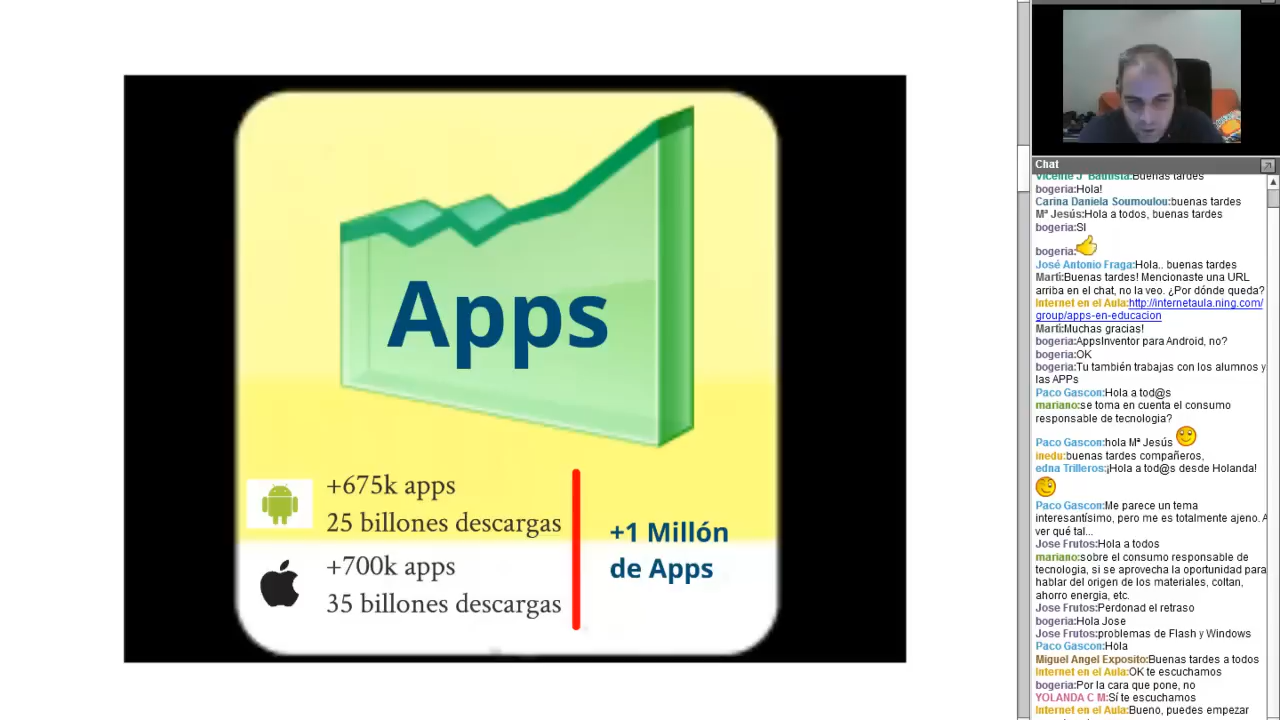 Apps
+675k apps
25 billones descargas
+700k apps
35 billones descargas
+1 Millón
de Apps
Chat
Vicente J Bautista:Buenas tardes
bogeria:Hola!
Carina Daniela Soumoulou:buenas tardes
Mª Jesús:Hola a todos, buenas tardes
bogeria:SI
bogeria:
José Antonio Fraga:Hola.. buenas tardes
Martí:Buenas tardes! Mencionaste una URL
arriba en el chat, no la veo. ¿Por dónde queda?
Internet en el Aula:http://internetaula.ning.com/
group/apps-en-educacion
Martí:Muchas gracias!
bogeria:AppsInventor para Android, no?
bogeria:OK
bogeria:Tu también trabajas con los alumnos y
las APPs
Paco Gascon:Hola a tod@s
mariano:se toma en cuenta el consumo
responsable de tecnologia?
Paco Gascon:hola Mª Jesús
inedu:buenas tardes compañeros,
edna Trilleros:¡Hola a tod@s desde Holanda!
Paco Gascon:Me parece un tema
interesantísimo, pero me es totalmente ajeno. A
ver qué tal...
Jose Frutos:Hola a todos
mariano:sobre el consumo responsable de
tecnologia, si se aprovecha la oportunidad para
hablar del origen de los materiales, coltan,
ahorro energia, etc.
Jose Frutos:Perdonad el retraso
bogeria:Hola Jose
Jose Frutos:problemas de Flash y Windows
Paco Gascon:Hola
Miguel Angel Exposito:Buenas tardes a todos
Internet en el Aula:OK te escuchamos
bogeria:Por la cara que pone, no
YOLANDA C M:Sí te escuchamos
Internet en el Aula:Bueno, puedes empezar